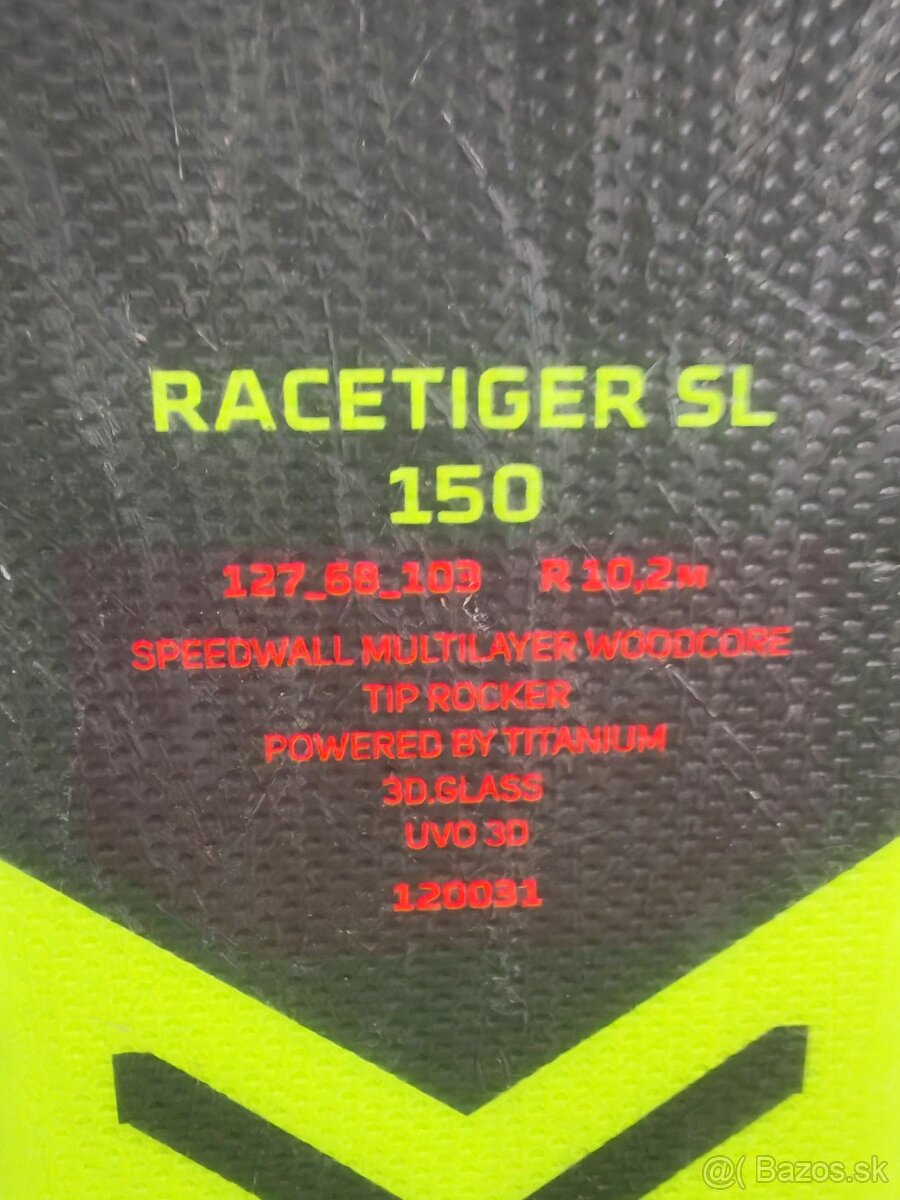 RACETIGER SL
150
127_68_103 R 10,2M
SPEEDWALL MULTILAYER WOODCORE
TIP ROCKER
POWERED BY TITANIUM
3D.GLASS
UVO 3D
120031
@( Bazos.sk